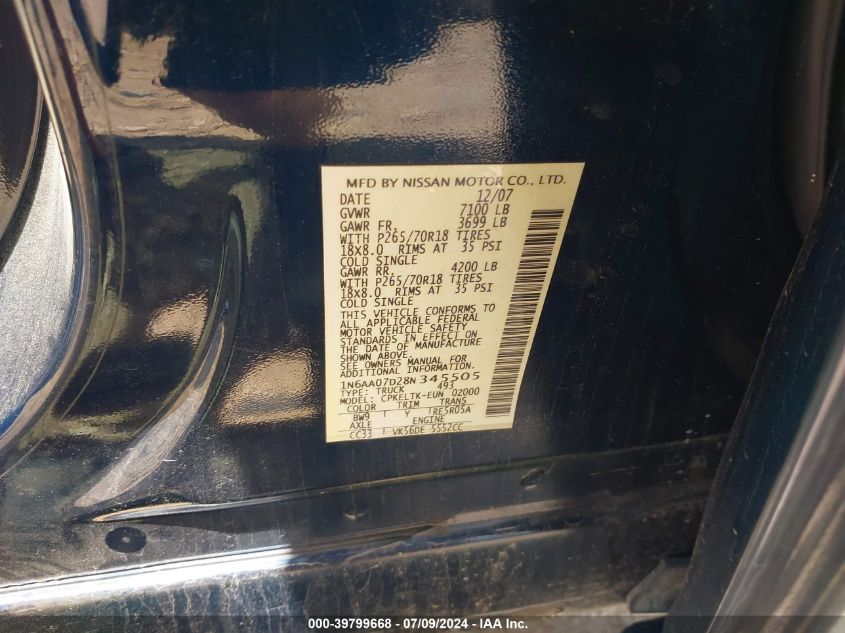 MFD BY NISSAN MOTOR CO., LTD.
DATE 12/07
GVWR 7100 LB
GAWR FR. 3699 LB
WITH P265/70R18 TIRES
18x8.0 RIMS AT 35 PSI
COLD SINGLE
GAWR RR. 4200 LB
WITH P265/70R18 TIRES
18x8.0 RIMS AT 35 PSI
COLD SINGLE
THIS VEHICLE CONFORMS TO
ALL APPLICABLE FEDERAL
MOTOR VEHICLE SAFETY
STANDARDS IN EFFECT ON
THE DATE OF MANUFACTURE
SHOWN ABOVE.
SEE OWNERS MANUAL FOR
ADDITIONAL INFORMATION.
1N6AA07D28N345505
TYPE: TRUCK 493
MODEL: CPKELTK-EUN 02000
COLOR TRIM TRANS
BW9 Y RE5R05A
AXLE ENGINE
CC33 VK56DE 5552CC
000-39799668 - 07/09/2024 - IAA Inc.